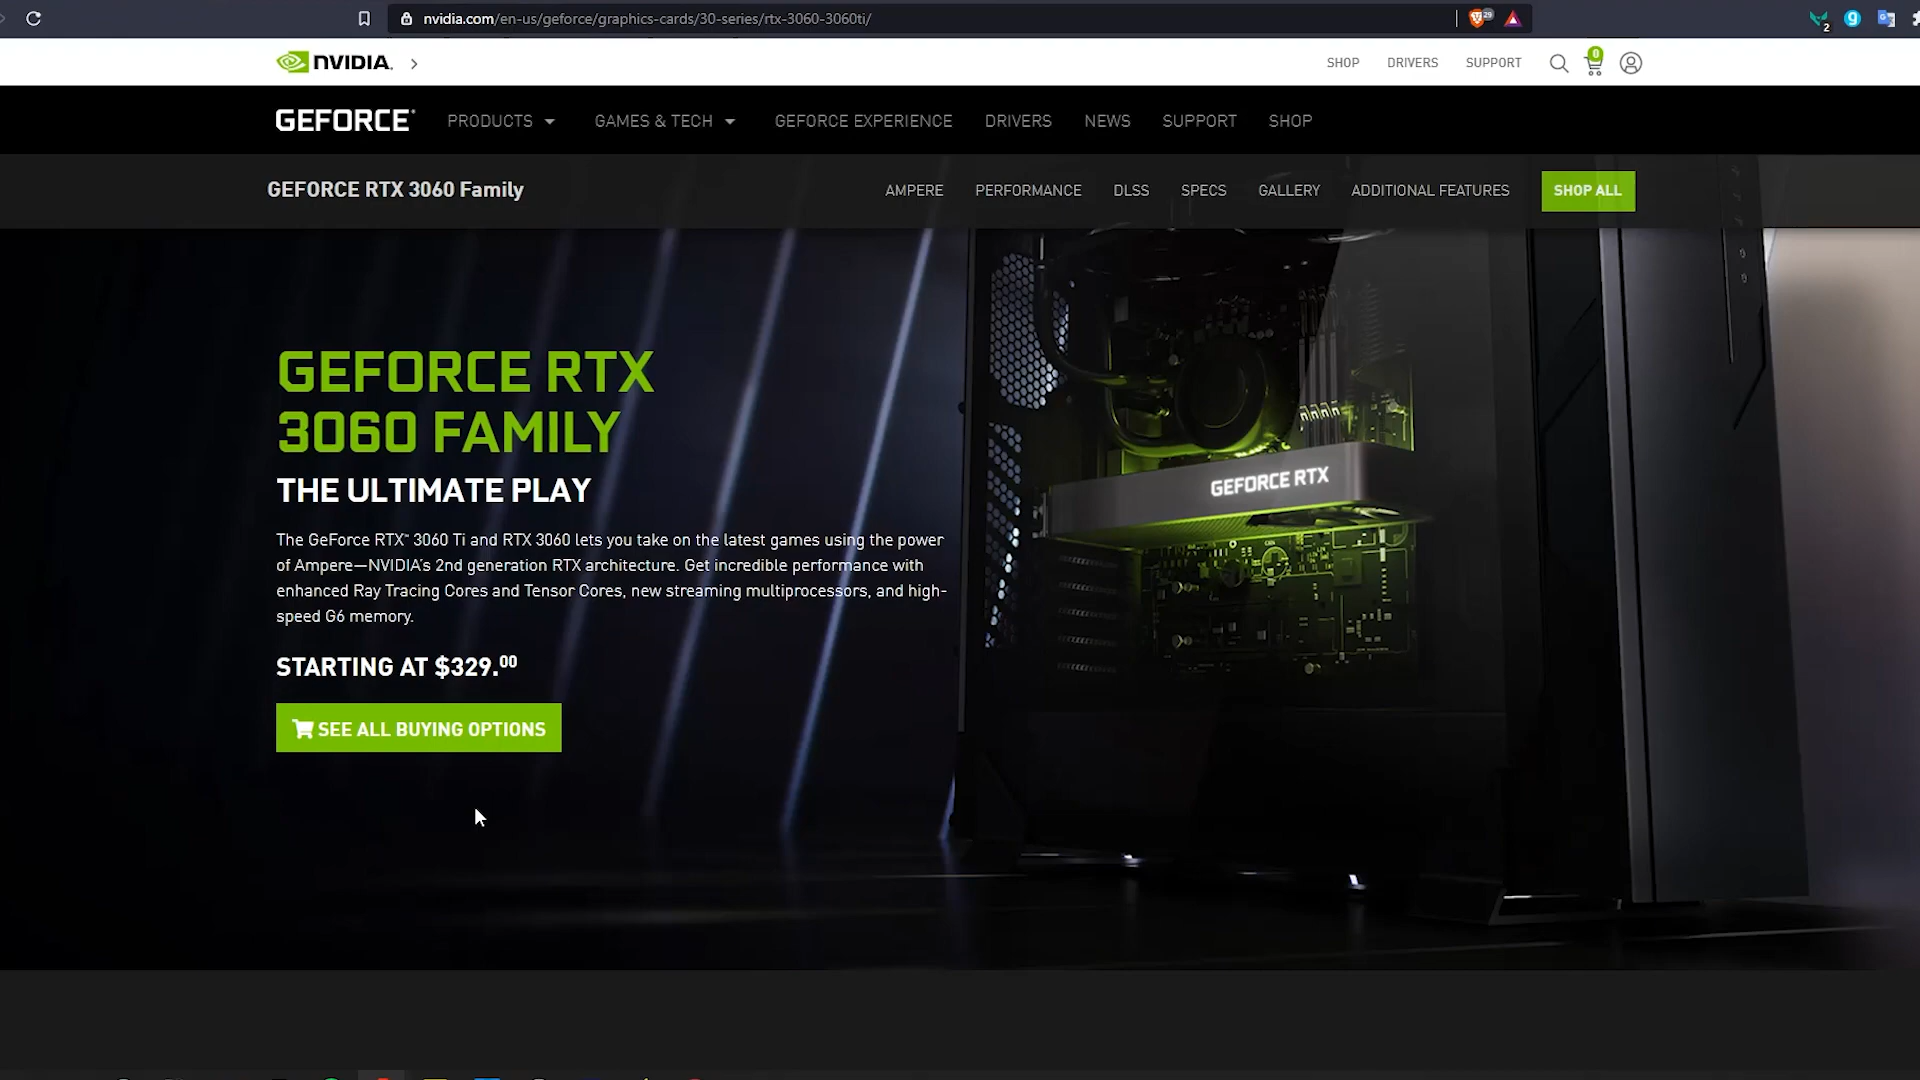 nvidia.com/en-us/geforce/graphics-cards/30-series/rtx-3060-3060ti/
29
2
NVIDIA.
SHOP
DRIVERS
SUPPORT
0
GEFORCE®
PRODUCTS
GAMES & TECH
GEFORCE EXPERIENCE
DRIVERS
NEWS
SUPPORT
SHOP
GEFORCE RTX 3060 Family
AMPERE
PERFORMANCE
DLSS
SPECS
GALLERY
ADDITIONAL FEATURES
SHOP ALL
GEFORCE RTX
3060 FAMILY
THE ULTIMATE PLAY
The GeForce RTX™ 3060 Ti and RTX 3060 lets you take on the latest games using the power
of Ampere—NVIDIA's 2nd generation RTX architecture. Get incredible performance with
enhanced Ray Tracing Cores and Tensor Cores, new streaming multiprocessors, and high-
speed G6 memory.
STARTING AT $329.00
SEE ALL BUYING OPTIONS
GEFORCE RTX